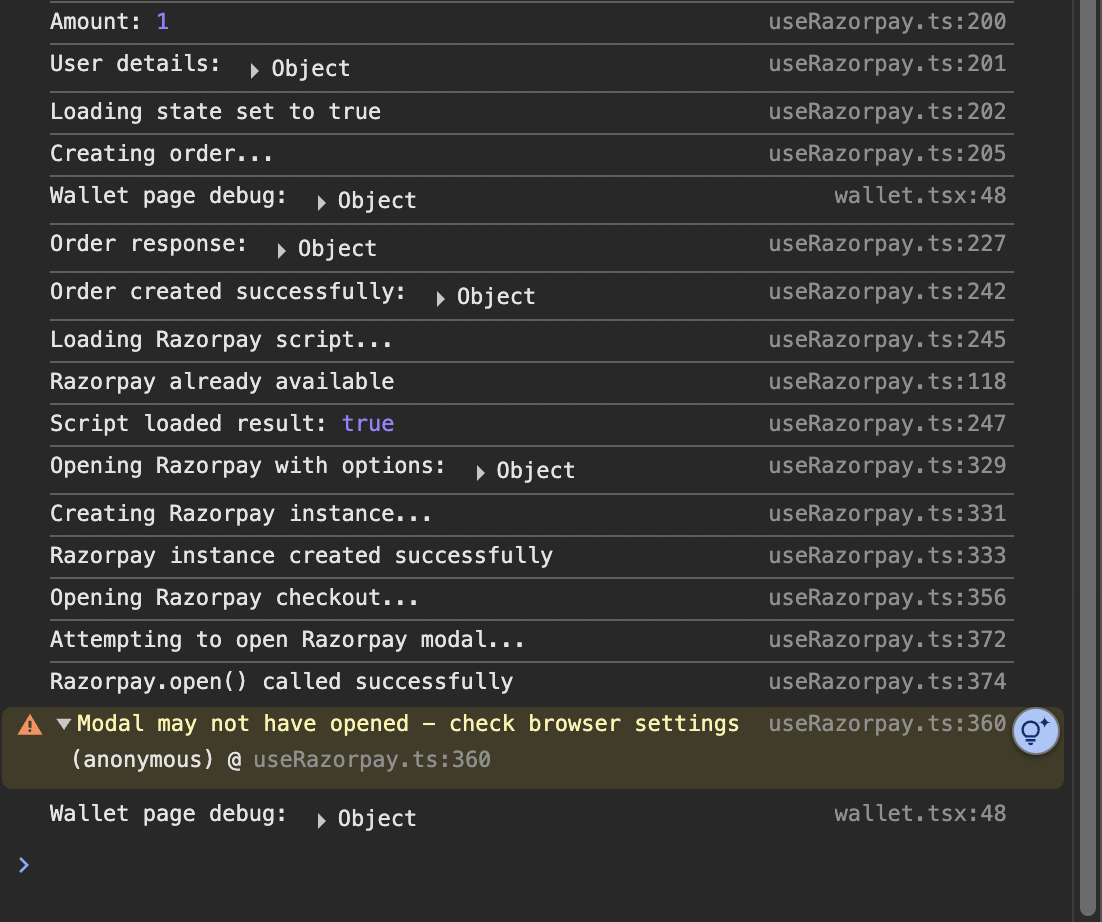 Amount: 1 useRazorpay.ts:200
User details: Object useRazorpay.ts:201
Loading state set to true useRazorpay.ts:202
Creating order... useRazorpay.ts:205
Wallet page debug: Object wallet.tsx:48
Order response: Object useRazorpay.ts:227
Order created successfully: Object useRazorpay.ts:242
Loading Razorpay script... useRazorpay.ts:245
Razorpay already available useRazorpay.ts:118
Script loaded result: true useRazorpay.ts:247
Opening Razorpay with options: Object useRazorpay.ts:329
Creating Razorpay instance... useRazorpay.ts:331
Razorpay instance created successfully useRazorpay.ts:333
Opening Razorpay checkout... useRazorpay.ts:356
Attempting to open Razorpay modal... useRazorpay.ts:372
Razorpay.open() called successfully useRazorpay.ts:374
Modal may not have opened – check browser settings useRazorpay.ts:360
(anonymous) @ useRazorpay.ts:360
Wallet page debug: Object wallet.tsx:48